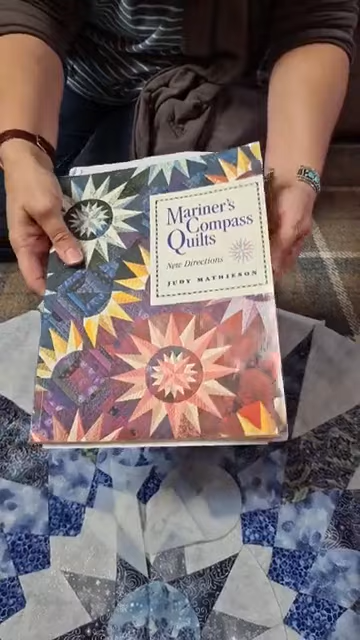 Mariner's
Compass
Quilts
New Directions
JUDY MATHIESON